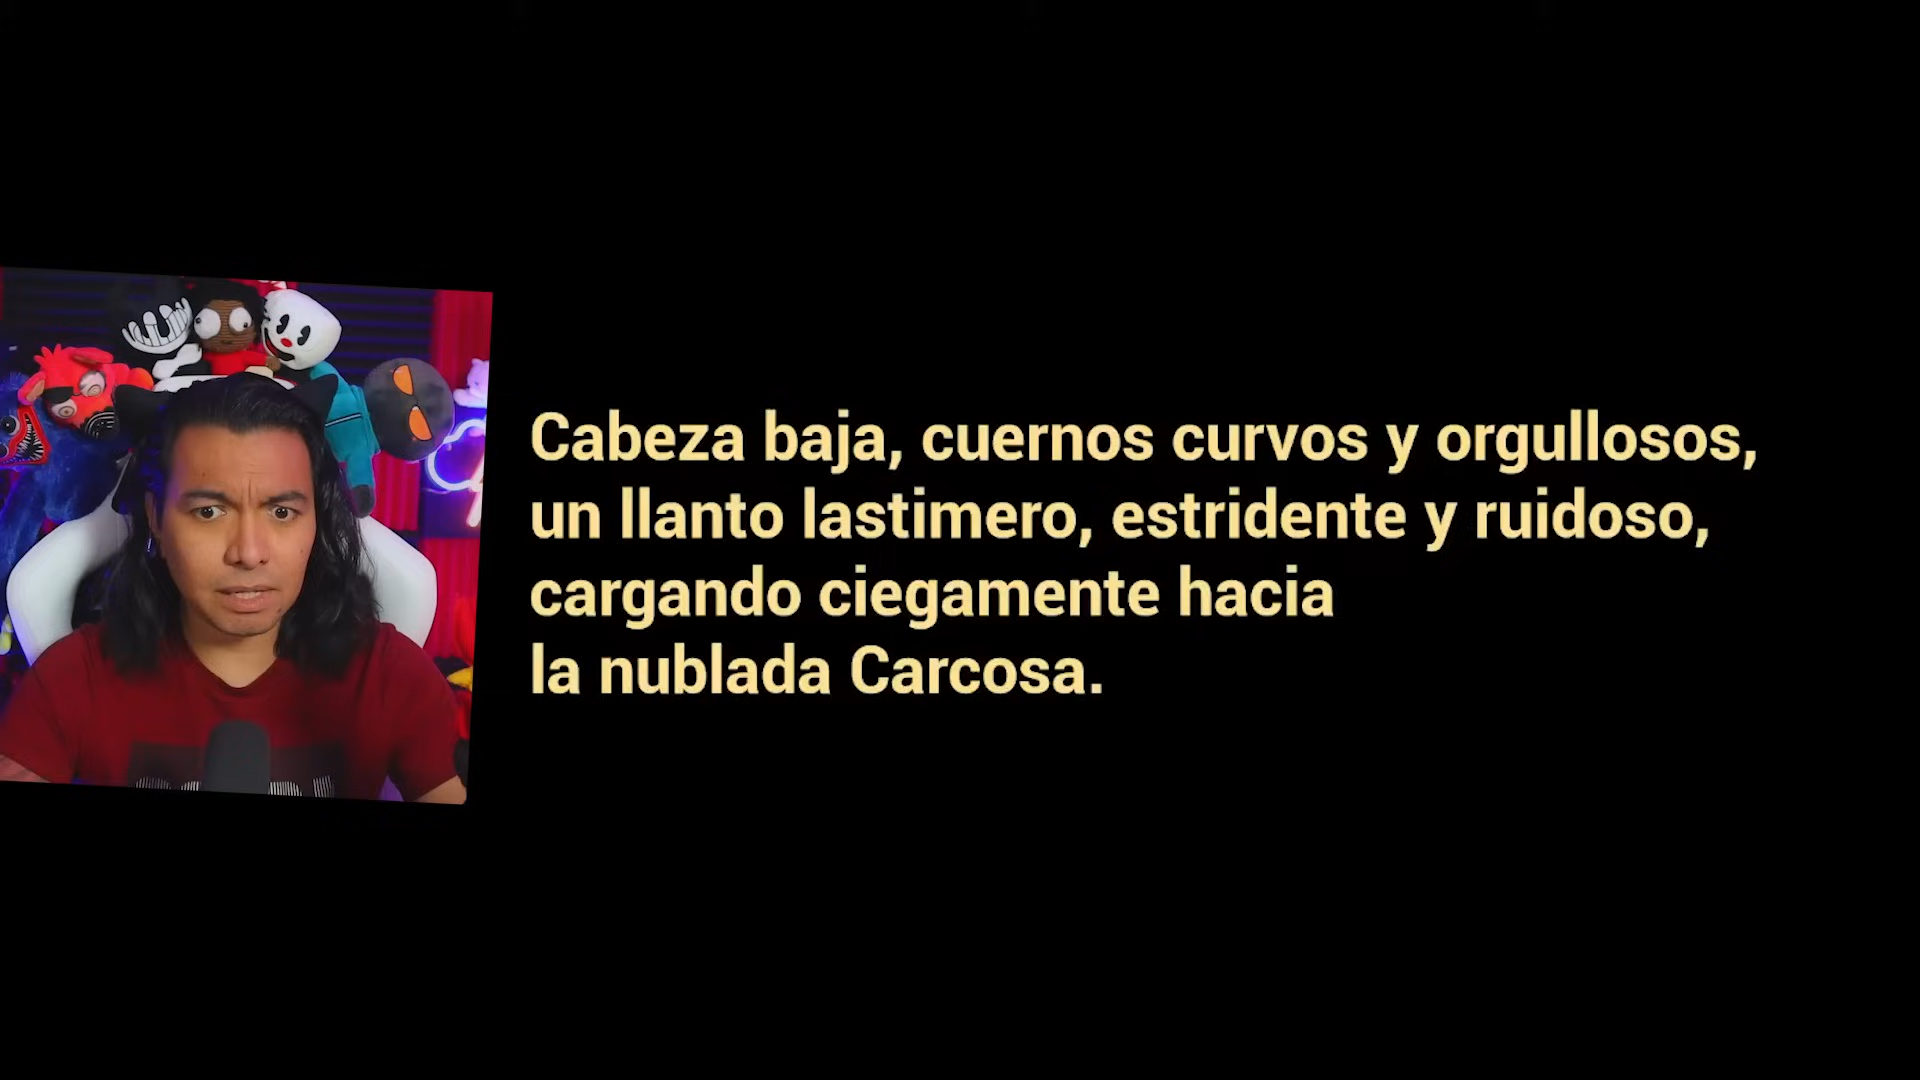 Cabeza baja, cuernos curvos y orgullosos,
un llanto lastimero, estridente y ruidoso,
cargando ciegamente hacia
la nublada Carcosa.